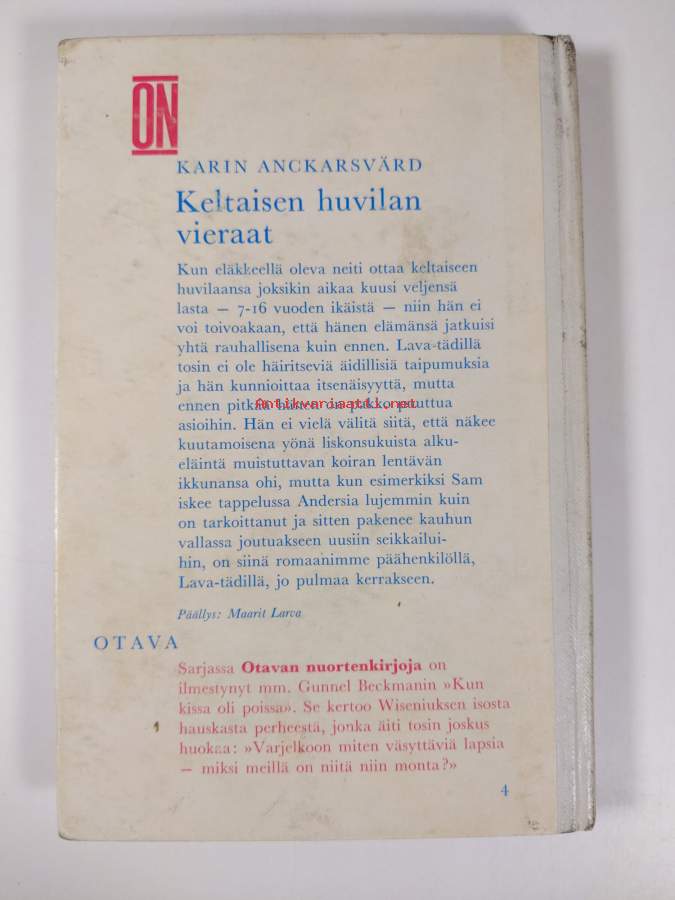 ON
KARIN ANCKARSVÄRD
Keltaisen huvilan
vieraat
Kun eläkkeellä oleva neiti ottaa keltaiseen
huvilaansa joksikin aikaa kuusi veljensä
lasta — 7-16 vuoden ikäistä — niin hän ei
voi toivoakaan, että hänen elämänsä jatkuisi
yhtä rauhallisena kuin ennen. Lava-tädillä
tosin ei ole häiritseviä äidillisiä taipumuksia
ja hän kunnioittaa itsenäisyyttä, mutta
ennen pitkää hänen on pakko puuttua
Antikvariaatti.net
asioihin. Hän ei vielä välitä siitä, että näkee
kuutamoisena yönä liskonsukuista alku-
eläintä muistuttavan koiran lentävän
ikkunansa ohi, mutta kun esimerkiksi Sam
iskee tappelussa Andersia lujemmin kuin
on tarkoittanut ja sitten pakenee kauhun
vallassa joutuakseen uusiin seikkailui-
hin, on siinä romaanimme päähenkilöllä,
Lava-tädillä, jo pulmaa kerrakseen.
Päällys: Maarit Larva
OTAVA
Sarjassa Otavan nuortenkirjoja on
ilmestynyt mm. Gunnel Beckmanin »Kun
kissa oli poissa». Se kertoo Wiseniuksen isosta
hauskasta perheestä, jonka äiti tosin joskus
huokaa: »Varjelkoon miten väsyttäviä lapsia
— miksi meillä on niitä niin monta?»
4